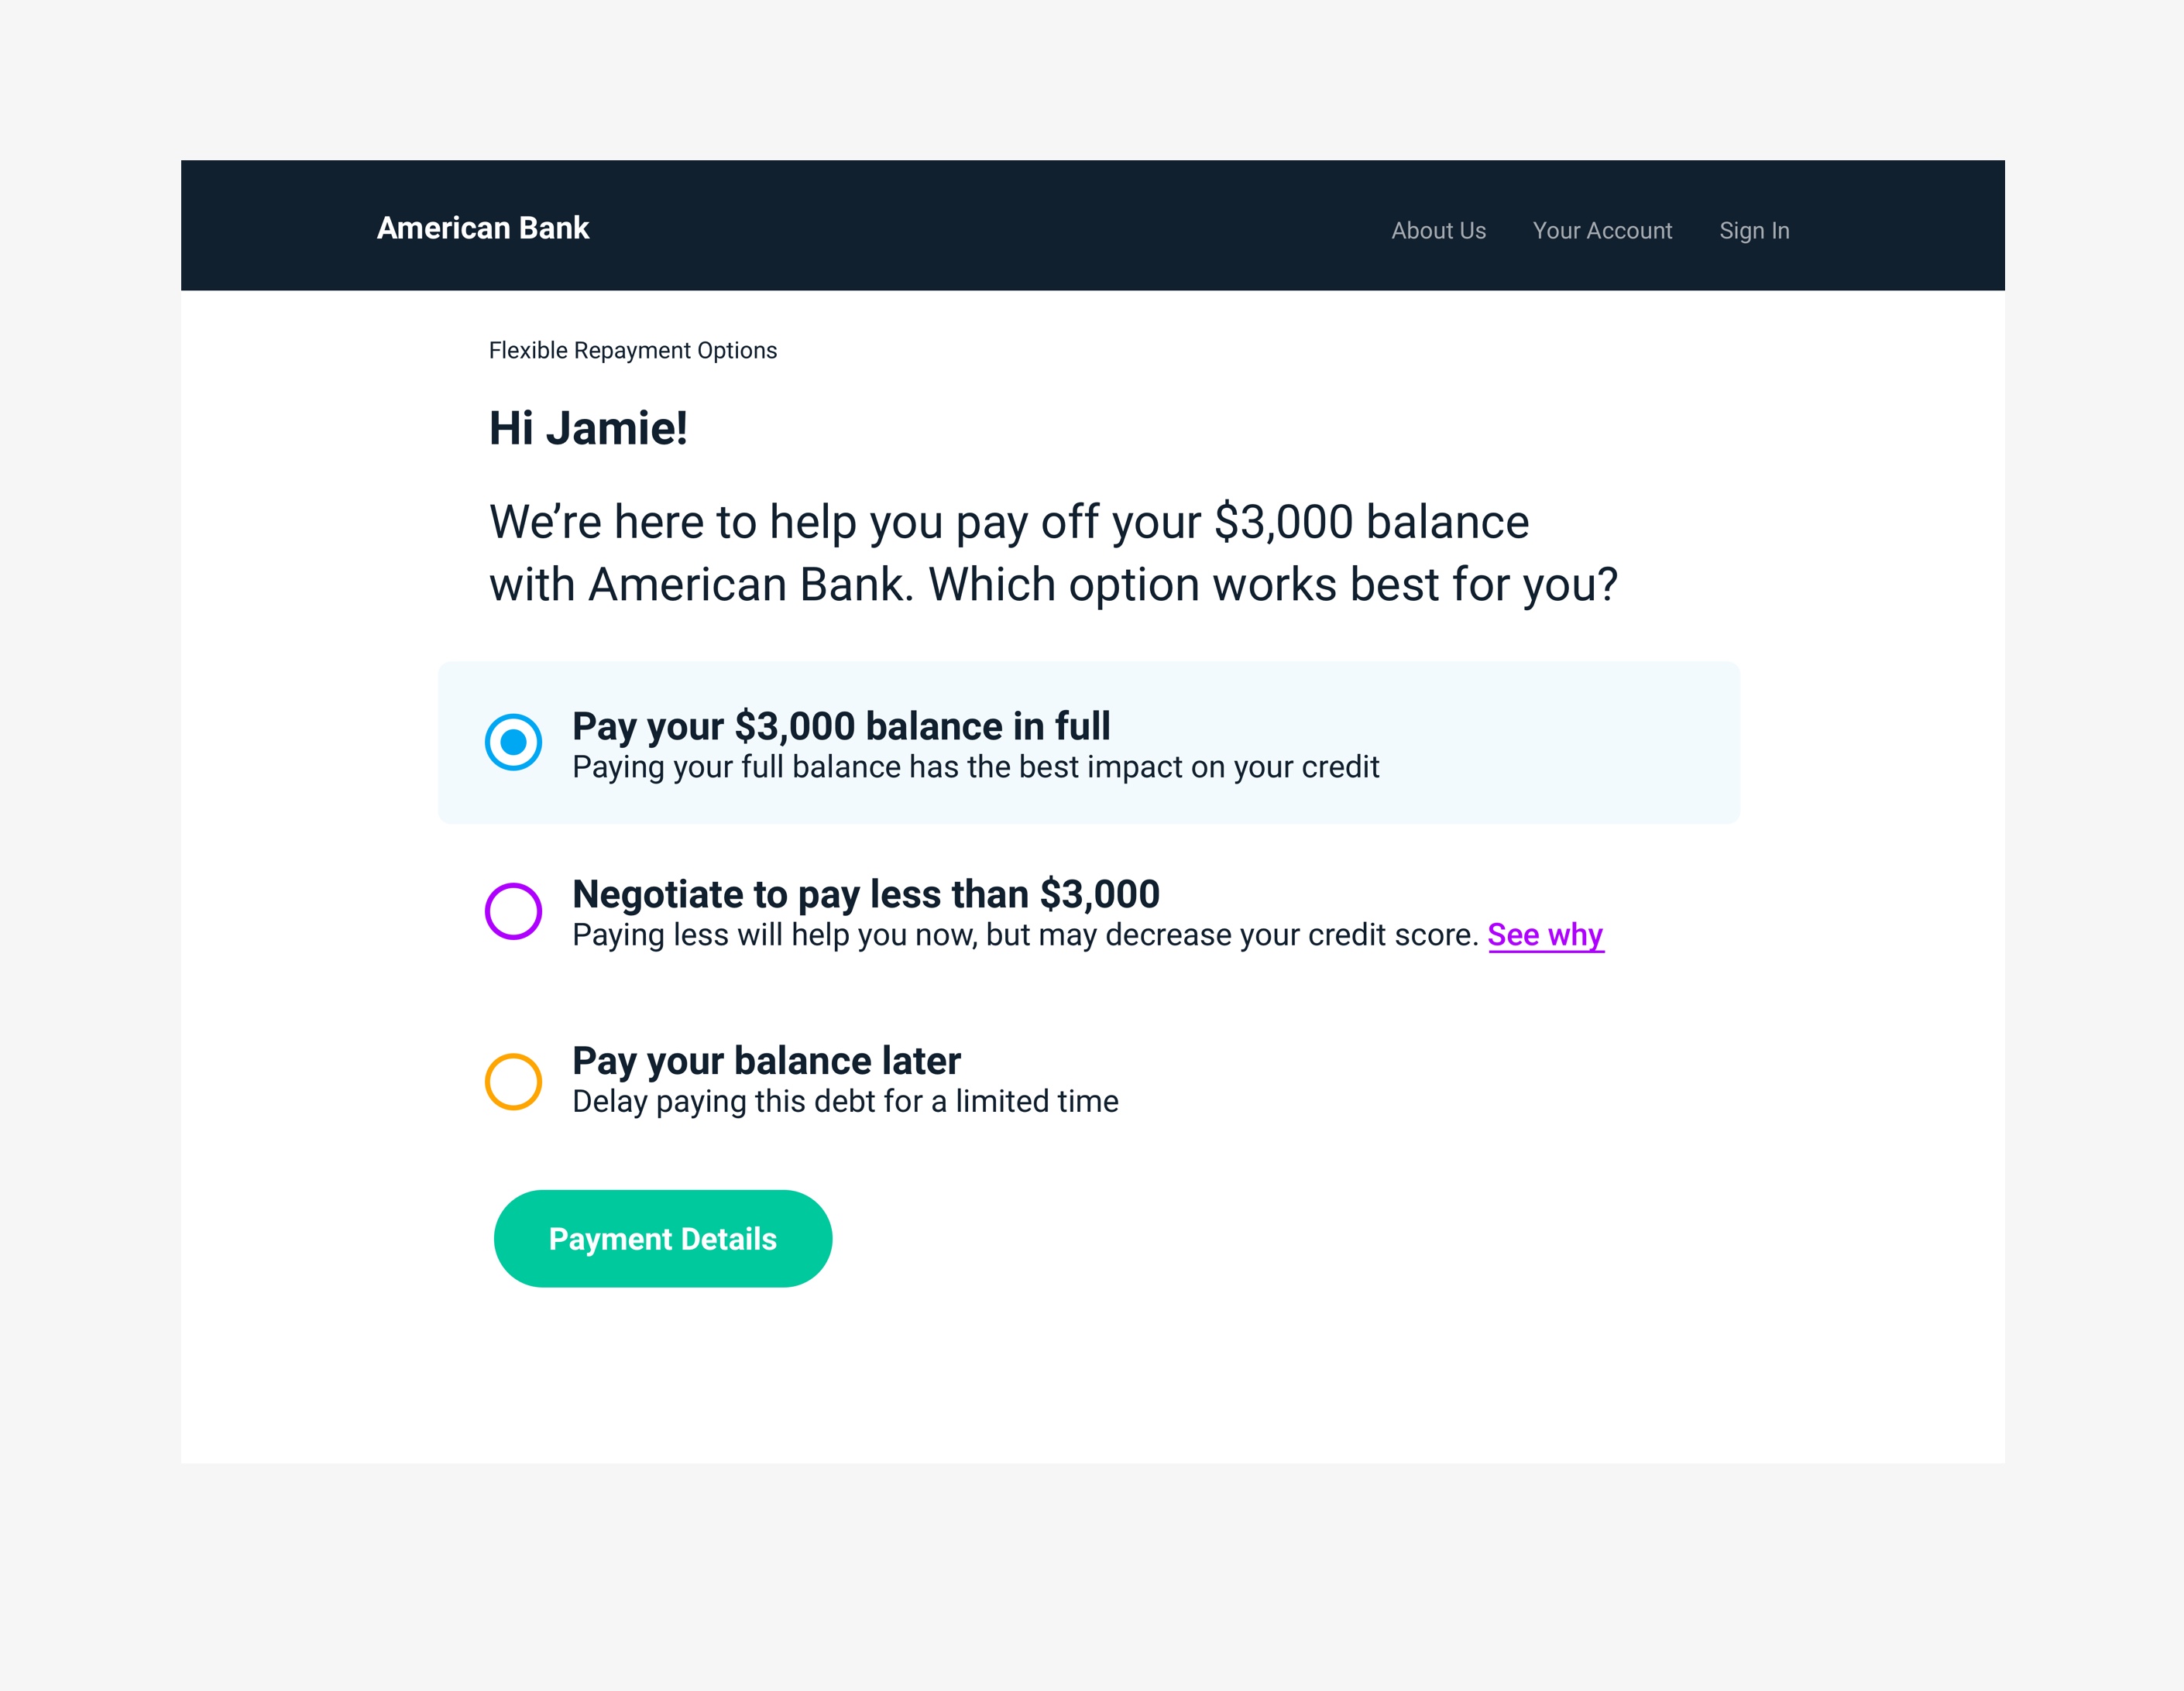 American Bank
About Us Your Account Sign In
Flexible Repayment Options
Hi Jamie!
We’re here to help you pay off your $3,000 balance
with American Bank. Which option works best for you?
Pay your $3,000 balance in full
Paying your full balance has the best impact on your credit
Negotiate to pay less than $3,000
Paying less will help you now, but may decrease your credit score. See why
Pay your balance later
Delay paying this debt for a limited time
Payment Details